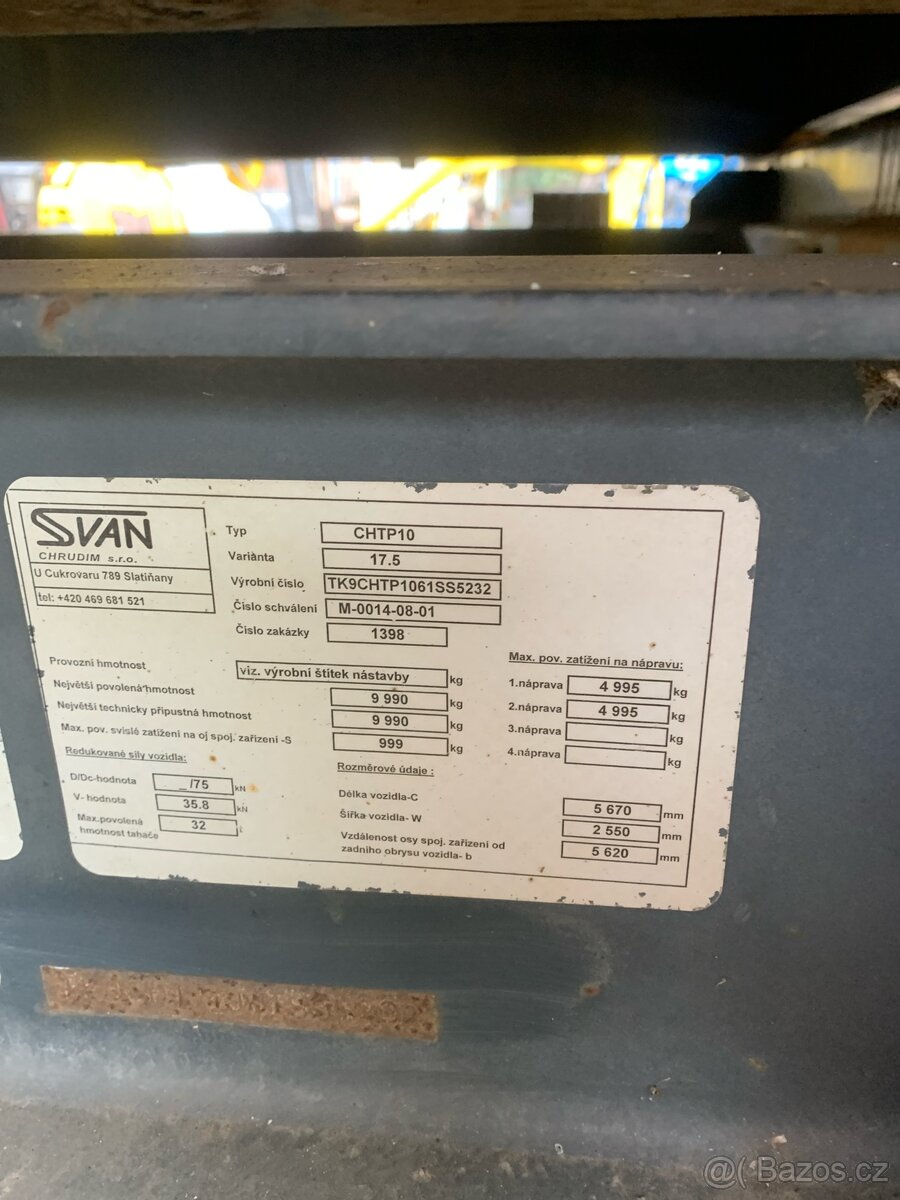 SVAN
CHRUDIM s.r.o.
U Cukrovaru 789 Slatiňany
tel: +420 469 681 521
Typ CHTP10
Varianta 17.5
Výrobní číslo TK9CHTP1061SS5232
Číslo schválení M-0014-08-01
Číslo zakázky 1398
Provozní hmotnost viz. výrobní štítek nástavby kg
Největší povolená hmotnost 9 990 kg
Největší technicky přípustná hmotnost 9 990 kg
Max. pov. svislé zatížení na oj spoj. zařízení -S 999 kg
Max. pov. zatížení na nápravu:
1.náprava 4 995 kg
2.náprava 4 995 kg
3.náprava kg
4.náprava kg
Redukované síly vozidla:
D/Dc-hodnota _ /75 kN
V- hodnota 35.8 kN
Max.povolená
hmotnost tahače 32 t
Rozměrové údaje :
Délka vozidla-C 5 670 mm
Šířka vozidla- W 2 550 mm
Vzdálenost osy spoj. zařízení od
zadního obrysu vozidla- b 5 620 mm
@( Bazos.cz